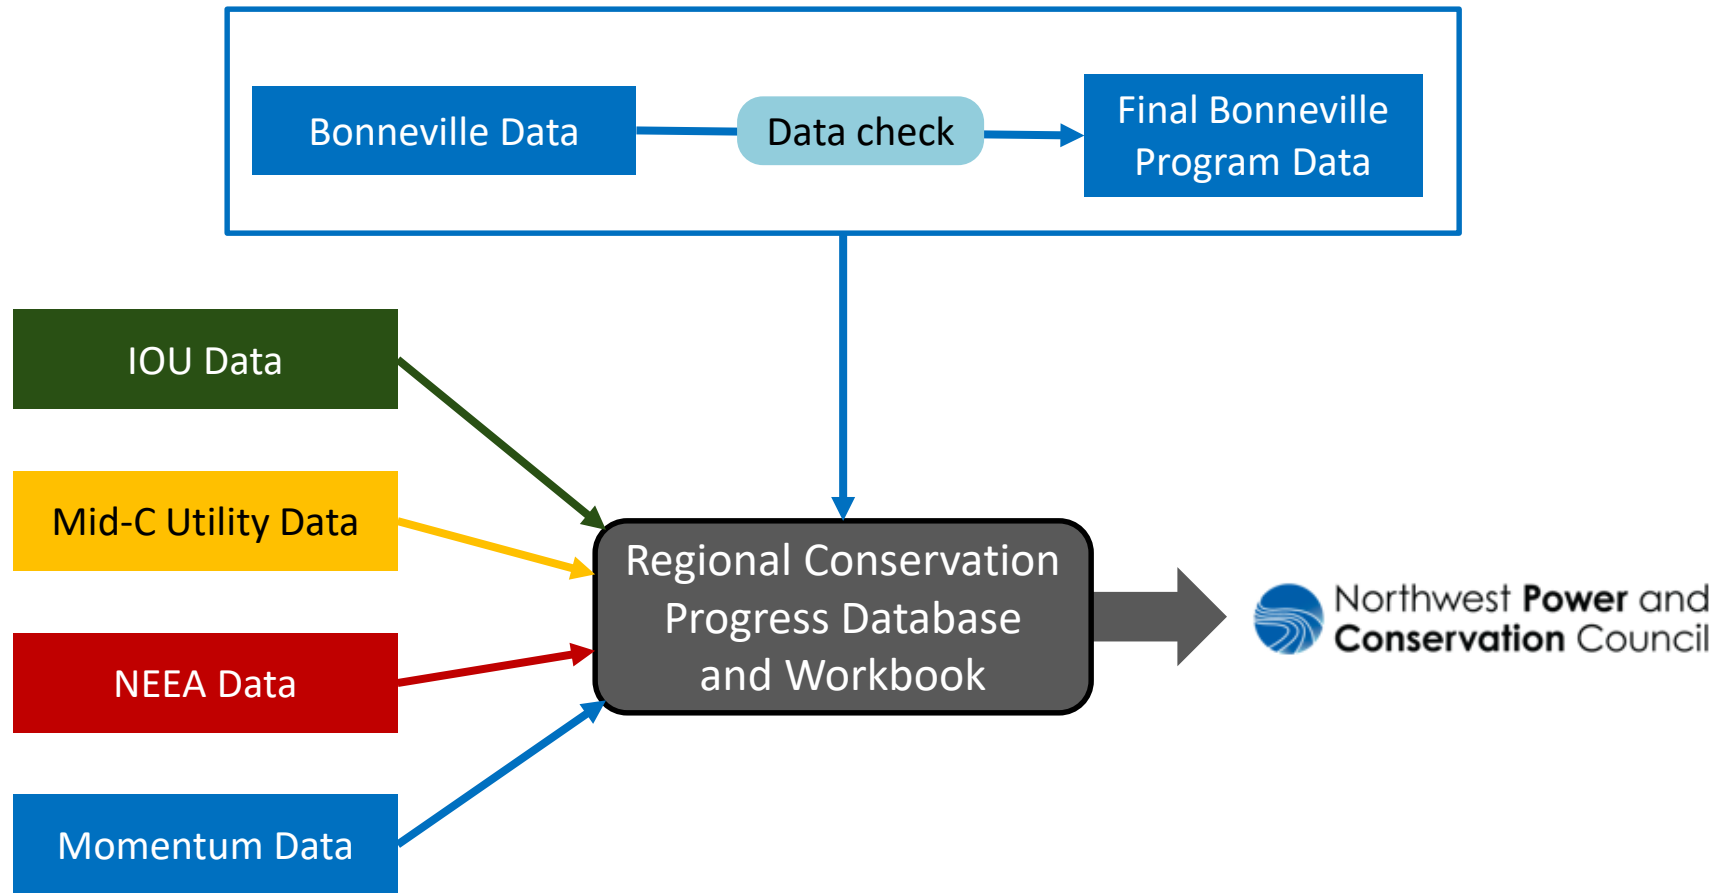 Bonneville Data
Data check
Final Bonneville
Program Data
IOU Data
Mid-C Utility Data
NEEA Data
Momentum Data
Regional Conservation
Progress Database
and Workbook
Northwest Power and
Conservation Council